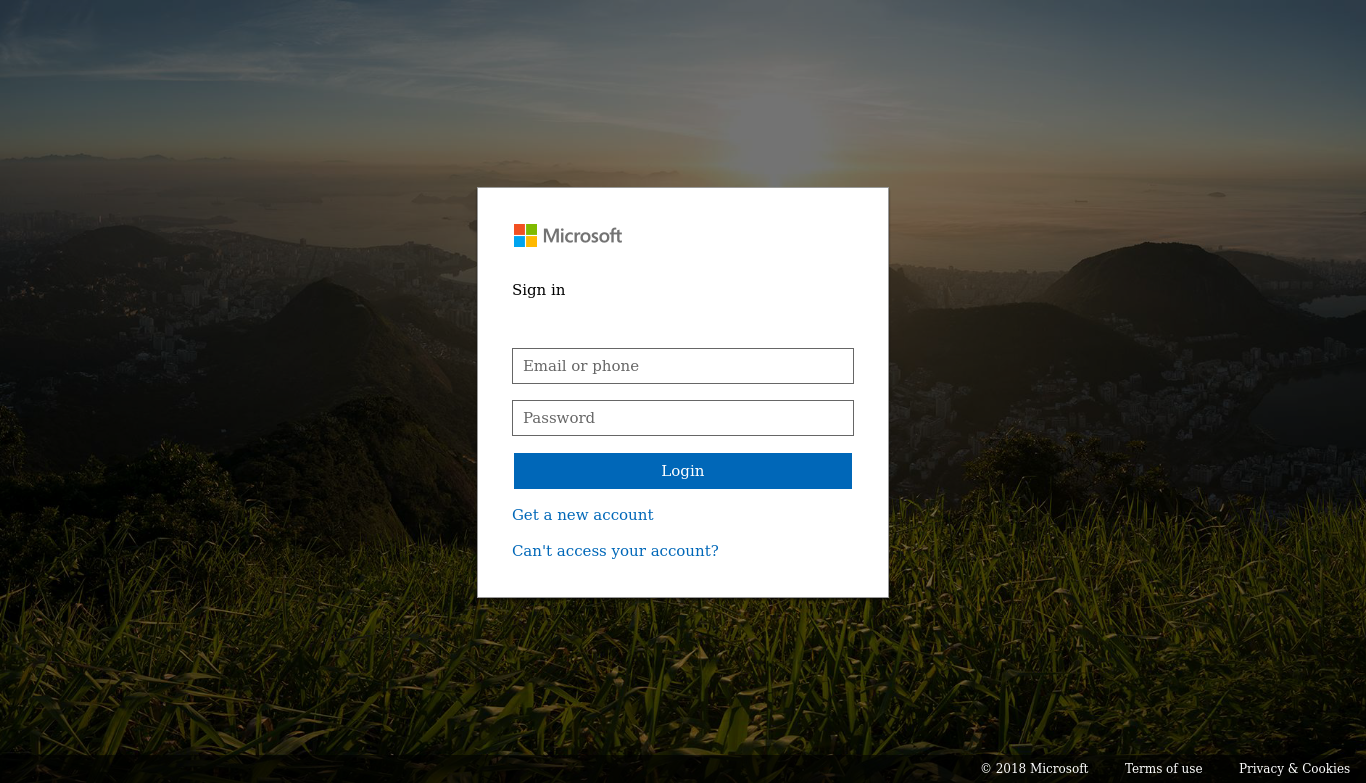 Microsoft
Sign in
Email or phone
Password
Login
Get a new account
Can't access your account?
© 2018 Microsoft Terms of use Privacy & Cookies